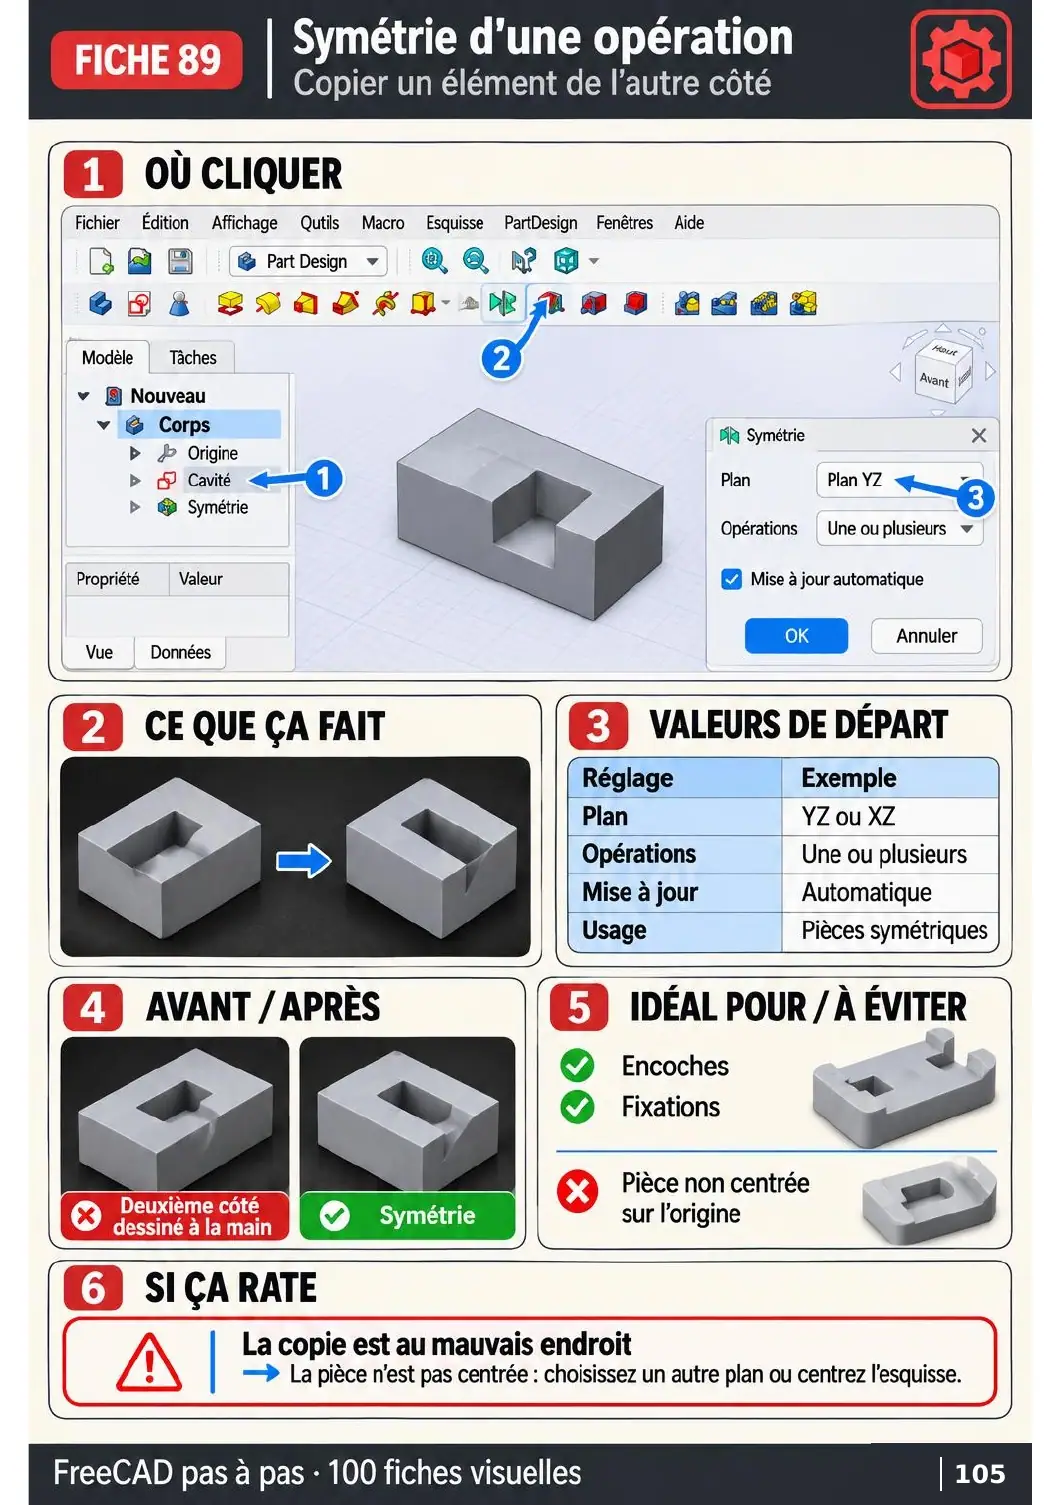 FICHE 89
Symétrie d'une opération
Copier un élément de l'autre côté
1 OÙ CLIQUER
Fichier Édition Affichage Outils Macro Esquisse PartDesign Fenêtres Aide
Part Design
2
Modèle Tâches
Nouveau
Corps
Origine
Cavité
1
Symétrie
Propriété Valeur
Vue Données
Haut
Avant
Symétrie
Plan Plan YZ
3
Opérations Une ou plusieurs
Mise à jour automatique
OK Annuler
2 CE QUE ÇA FAIT
3 VALEURS DE DÉPART
Réglage Exemple
Plan YZ ou XZ
Opérations Une ou plusieurs
Mise à jour Automatique
Usage Pièces symétriques
4 AVANT / APRÈS
Deuxième côté
dessiné à la main
Symétrie
5 IDÉAL POUR / À ÉVITER
Encoches
Fixations
Pièce non centrée
sur l'origine
6 SI ÇA RATE
La copie est au mauvais endroit
La pièce n'est pas centrée : choisissez un autre plan ou centrez l'esquisse.
FreeCAD pas à pas · 100 fiches visuelles
105